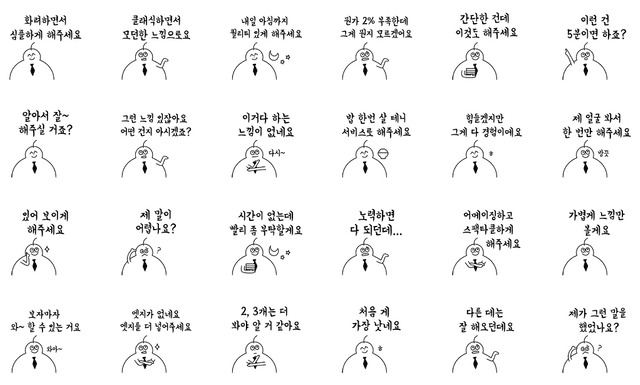 화려하면서
심플하게 해주세요
클래식하면서
모던한 느낌으로요
내일 아침까지
퀄리티 있게 해주세요
뭔가 2% 부족한데
그게 뭔지 모르겠어요
간단한 건데
이것도 해주세요
이런 건
5분이면 하죠?
알아서 잘~
해주실 거죠?
그런 느낌 있잖아요
어떤 건지 아시겠죠?
이거다 하는
느낌이 없네요
다시~
밥 한번 살 테니
서비스로 해주세요
힘들겠지만
그게 다 경험이에요
제 얼굴 봐서
한 번만 해주세요
방긋
있어 보이게
해주세요
제 말이
어렵나요?
?
시간이 없는데
빨리 좀 부탁할게요
노력하면
다 되던데...
어메이징하고
스펙타클하게
해주세요
가볍게 느낌만
볼게요
보자마자
와~ 할 수 있는 거요
와아~
엣지가 없네요
엣지를 더 넣어주세요
2, 3개는 더
봐야 알 거 같아요
처음 게
가장 낫네요
다른 데는
잘 해오던데요
제가 그런 말을
했었나요?
?